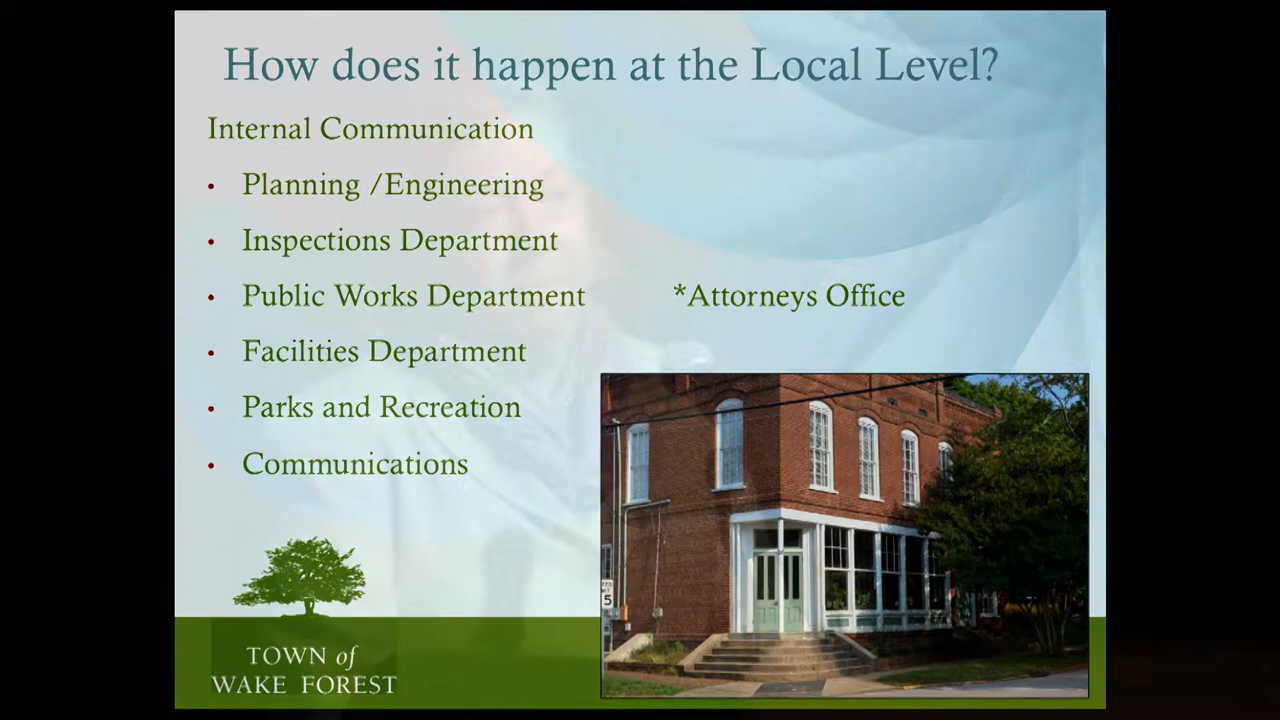 How does it happen at the Local Level?
Internal Communication
• Planning /Engineering
• Inspections Department
• Public Works Department *Attorneys Office
• Facilities Department
• Parks and Recreation
• Communications
5
TOWN of
WAKE FOREST